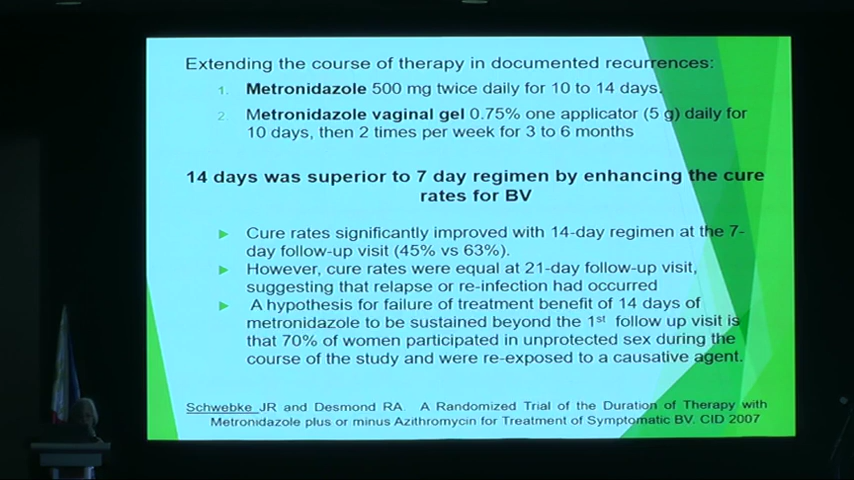 Extending the course of therapy in documented recurrences:
1. Metronidazole 500 mg twice daily for 10 to 14 days.
2. Metronidazole vaginal gel 0.75% one applicator (5 g) daily for
10 days, then 2 times per week for 3 to 6 months
14 days was superior to 7 day regimen by enhancing the cure
rates for BV
Cure rates significantly improved with 14-day regimen at the 7-
day follow-up visit (45% vs 63%).
However, cure rates were equal at 21-day follow-up visit,
suggesting that relapse or re-infection had occurred
A hypothesis for failure of treatment benefit of 14 days of
metronidazole to be sustained beyond the 1st follow up visit is
that 70% of women participated in unprotected sex during the
course of the study and were re-exposed to a causative agent.
Schwebke JR and Desmond RA A Randomized Trial of the Duration of Therapy with
Metronidazole plus or minus Azithromycin for Treatment of Symptomatic BV. CID 2007